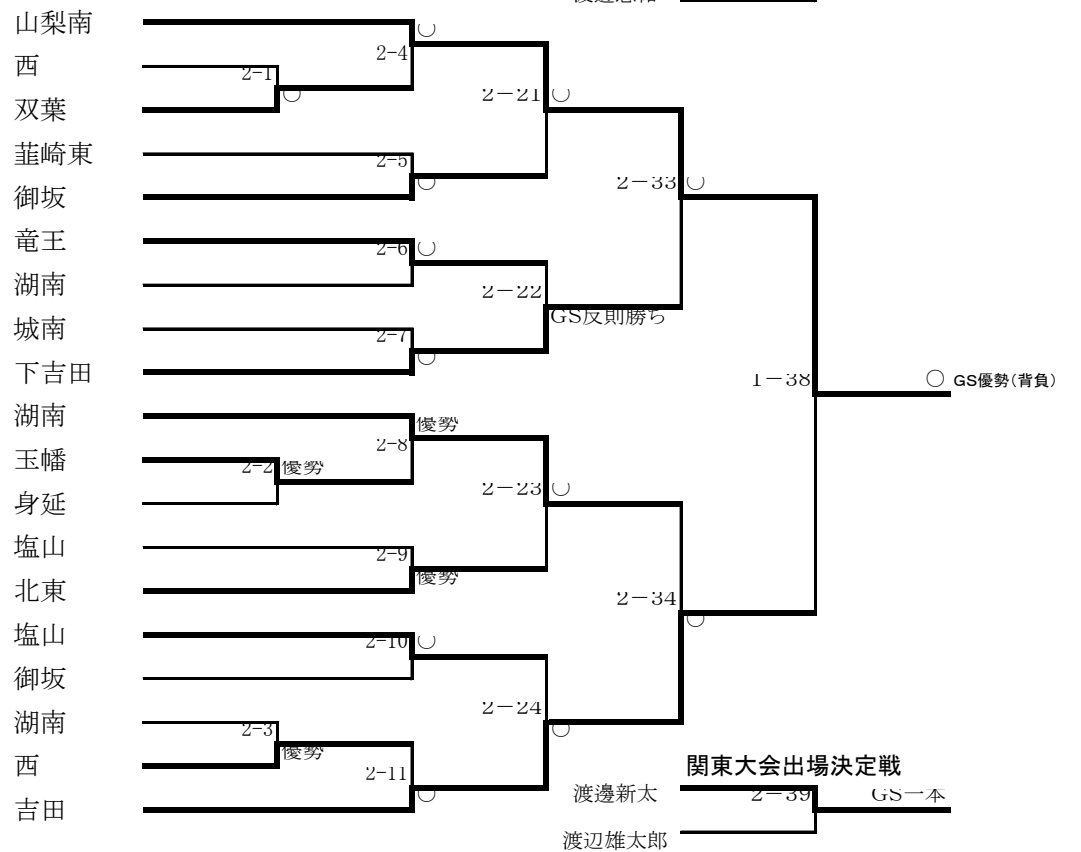 山梨南
○
2-4
西
2-1
○
双葉
2−21 ○
韮崎東
2-5
○
御坂
2−33 ○
竜王
2-6 ○
湖南
2−22
GS反則勝ち
城南
2-7
○
下吉田
1−38
○ GS優勢(背負)
湖南
優勢
2-8
玉幡
2-2 優勢
身延
2−23 ○
塩山
2-9
優勢
北東
2−34
○
塩山
2-10 ○
御坂
2−24
○
湖南
2-3
優勢
西
2-11
○
吉田
関東大会出場決定戦
渡邊新太
2−39
GS一本
渡辺雄太郎